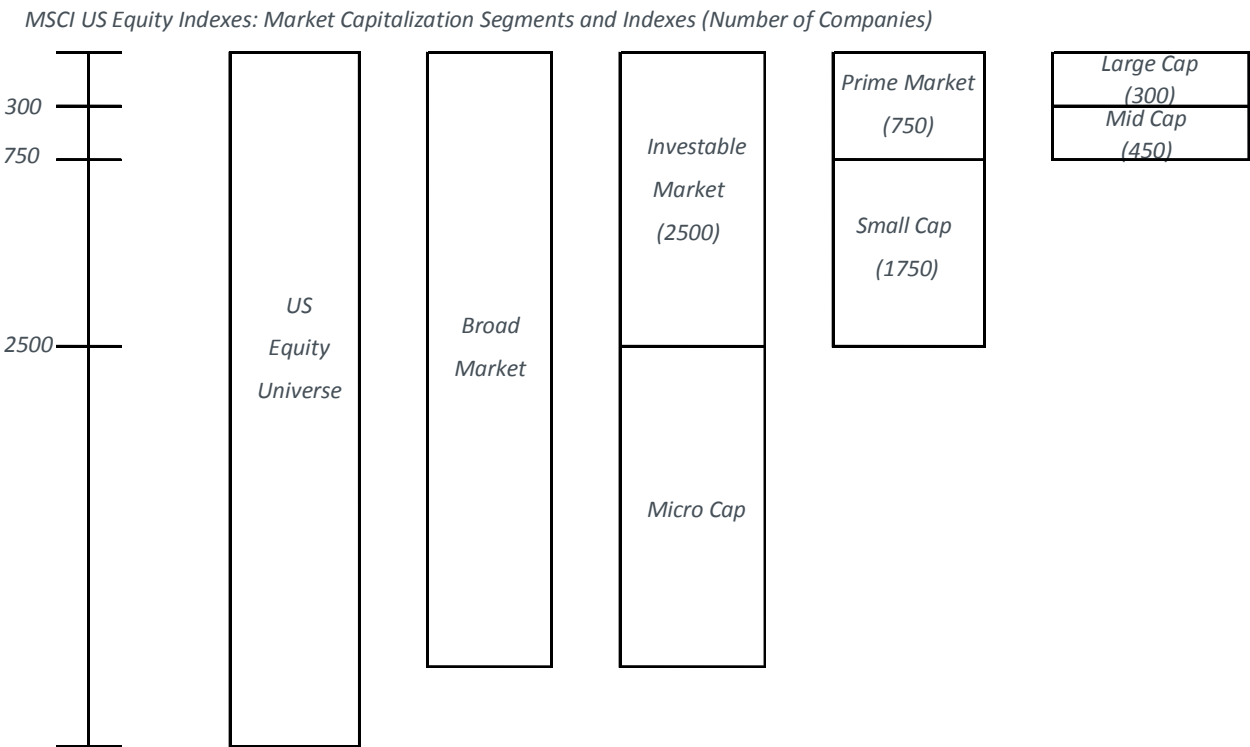 MSCI US Equity Indexes: Market Capitalization Segments and Indexes (Number of Companies)
300
750
2500
US
Equity
Universe
Broad
Market
Investable
Market
(2500)
Micro Cap
Prime Market
(750)
Small Cap
(1750)
Large Cap
(300)
Mid Cap
(450)